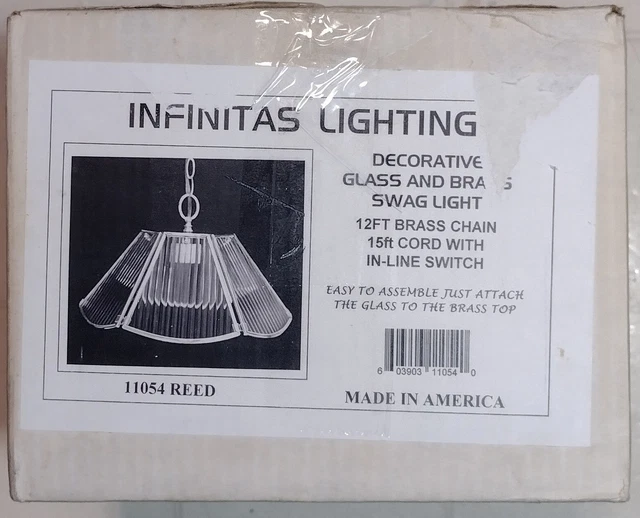 INFINITAS LIGHTING
DECORATIVE
GLASS AND BRA S
SWAG LIGHT
12FT BRASS CHAIN
15ft CORD WITH
IN-LINE SWITCH
EASY TO ASSEMBLE JUST ATTACH
THE GLASS TO THE BRASS TOP
6 03903 11054 0
11054 REED
MADE IN AMERICA